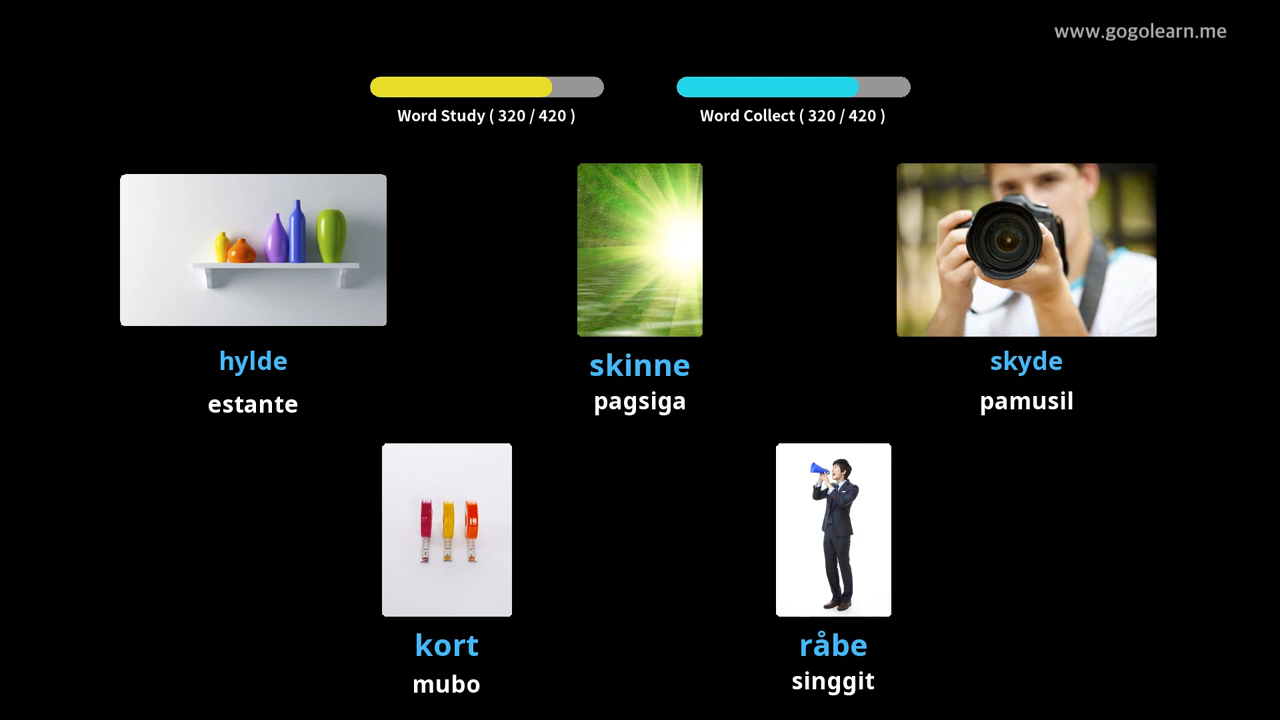 www.gogolearn.me
Word Study ( 320 / 420 )
Word Collect ( 320 / 420 )
hylde
estante
skinne
pagsiga
skyde
pamusil
kort
mubo
råbe
singgit